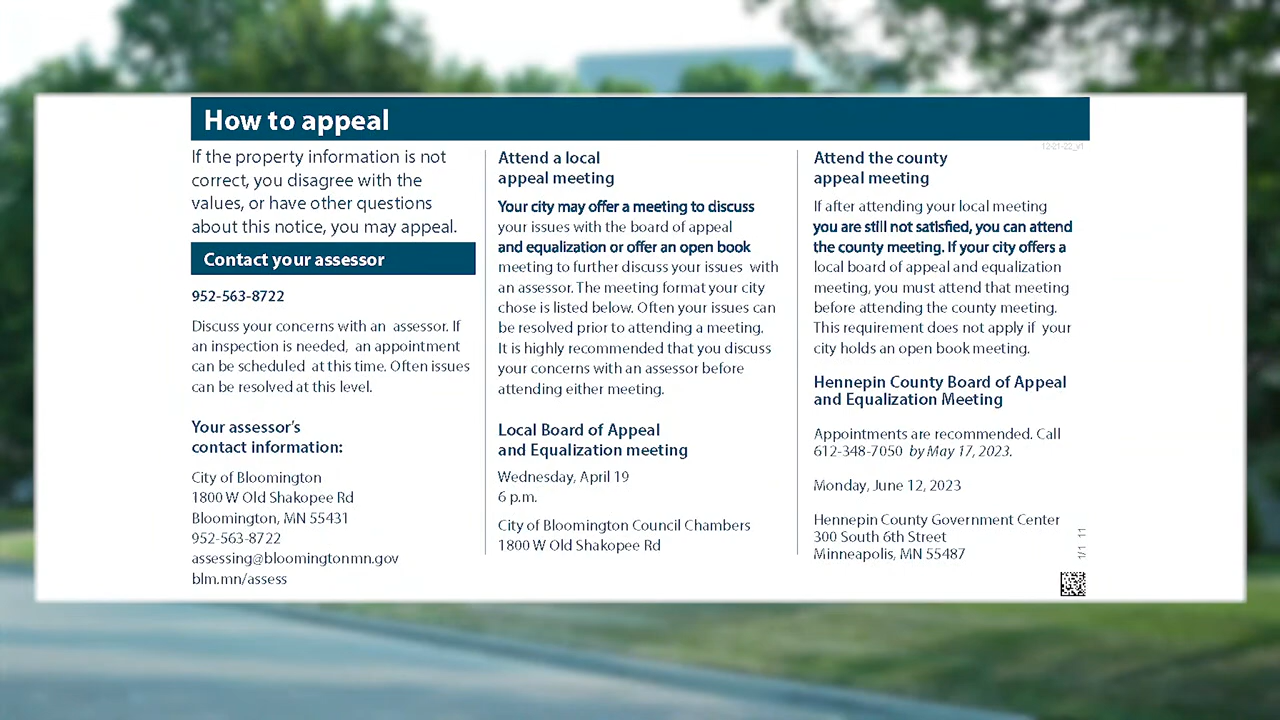 How to appeal
12-21-22_v1
If the property information is not
correct, you disagree with the
values, or have other questions
about this notice, you may appeal.
Contact your assessor
952-563-8722
Discuss your concerns with an assessor. If
an inspection is needed, an appointment
can be scheduled at this time. Often issues
can be resolved at this level.
Your assessor's
contact information:
City of Bloomington
1800 W Old Shakopee Rd
Bloomington, MN 55431
952-563-8722
assessing@bloomingtonmn.gov
blm.mn/assess
Attend a local
appeal meeting
Your city may offer a meeting to discuss
your issues with the board of appeal
and equalization or offer an open book
meeting to further discuss your issues with
an assessor. The meeting format your city
chose is listed below. Often your issues can
be resolved prior to attending a meeting.
It is highly recommended that you discuss
your concerns with an assessor before
attending either meeting.
Local Board of Appeal
and Equalization meeting
Wednesday, April 19
6 p.m.
City of Bloomington Council Chambers
1800 W Old Shakopee Rd
Attend the county
appeal meeting
If after attending your local meeting
you are still not satisfied, you can attend
the county meeting. If your city offers a
local board of appeal and equalization
meeting, you must attend that meeting
before attending the county meeting.
This requirement does not apply if your
city holds an open book meeting.
Hennepin County Board of Appeal
and Equalization Meeting
Appointments are recommended. Call
612-348-7050 by May 17, 2023.
Monday, June 12, 2023
Hennepin County Government Center
300 South 6th Street
Minneapolis, MN 55487
1/1 11